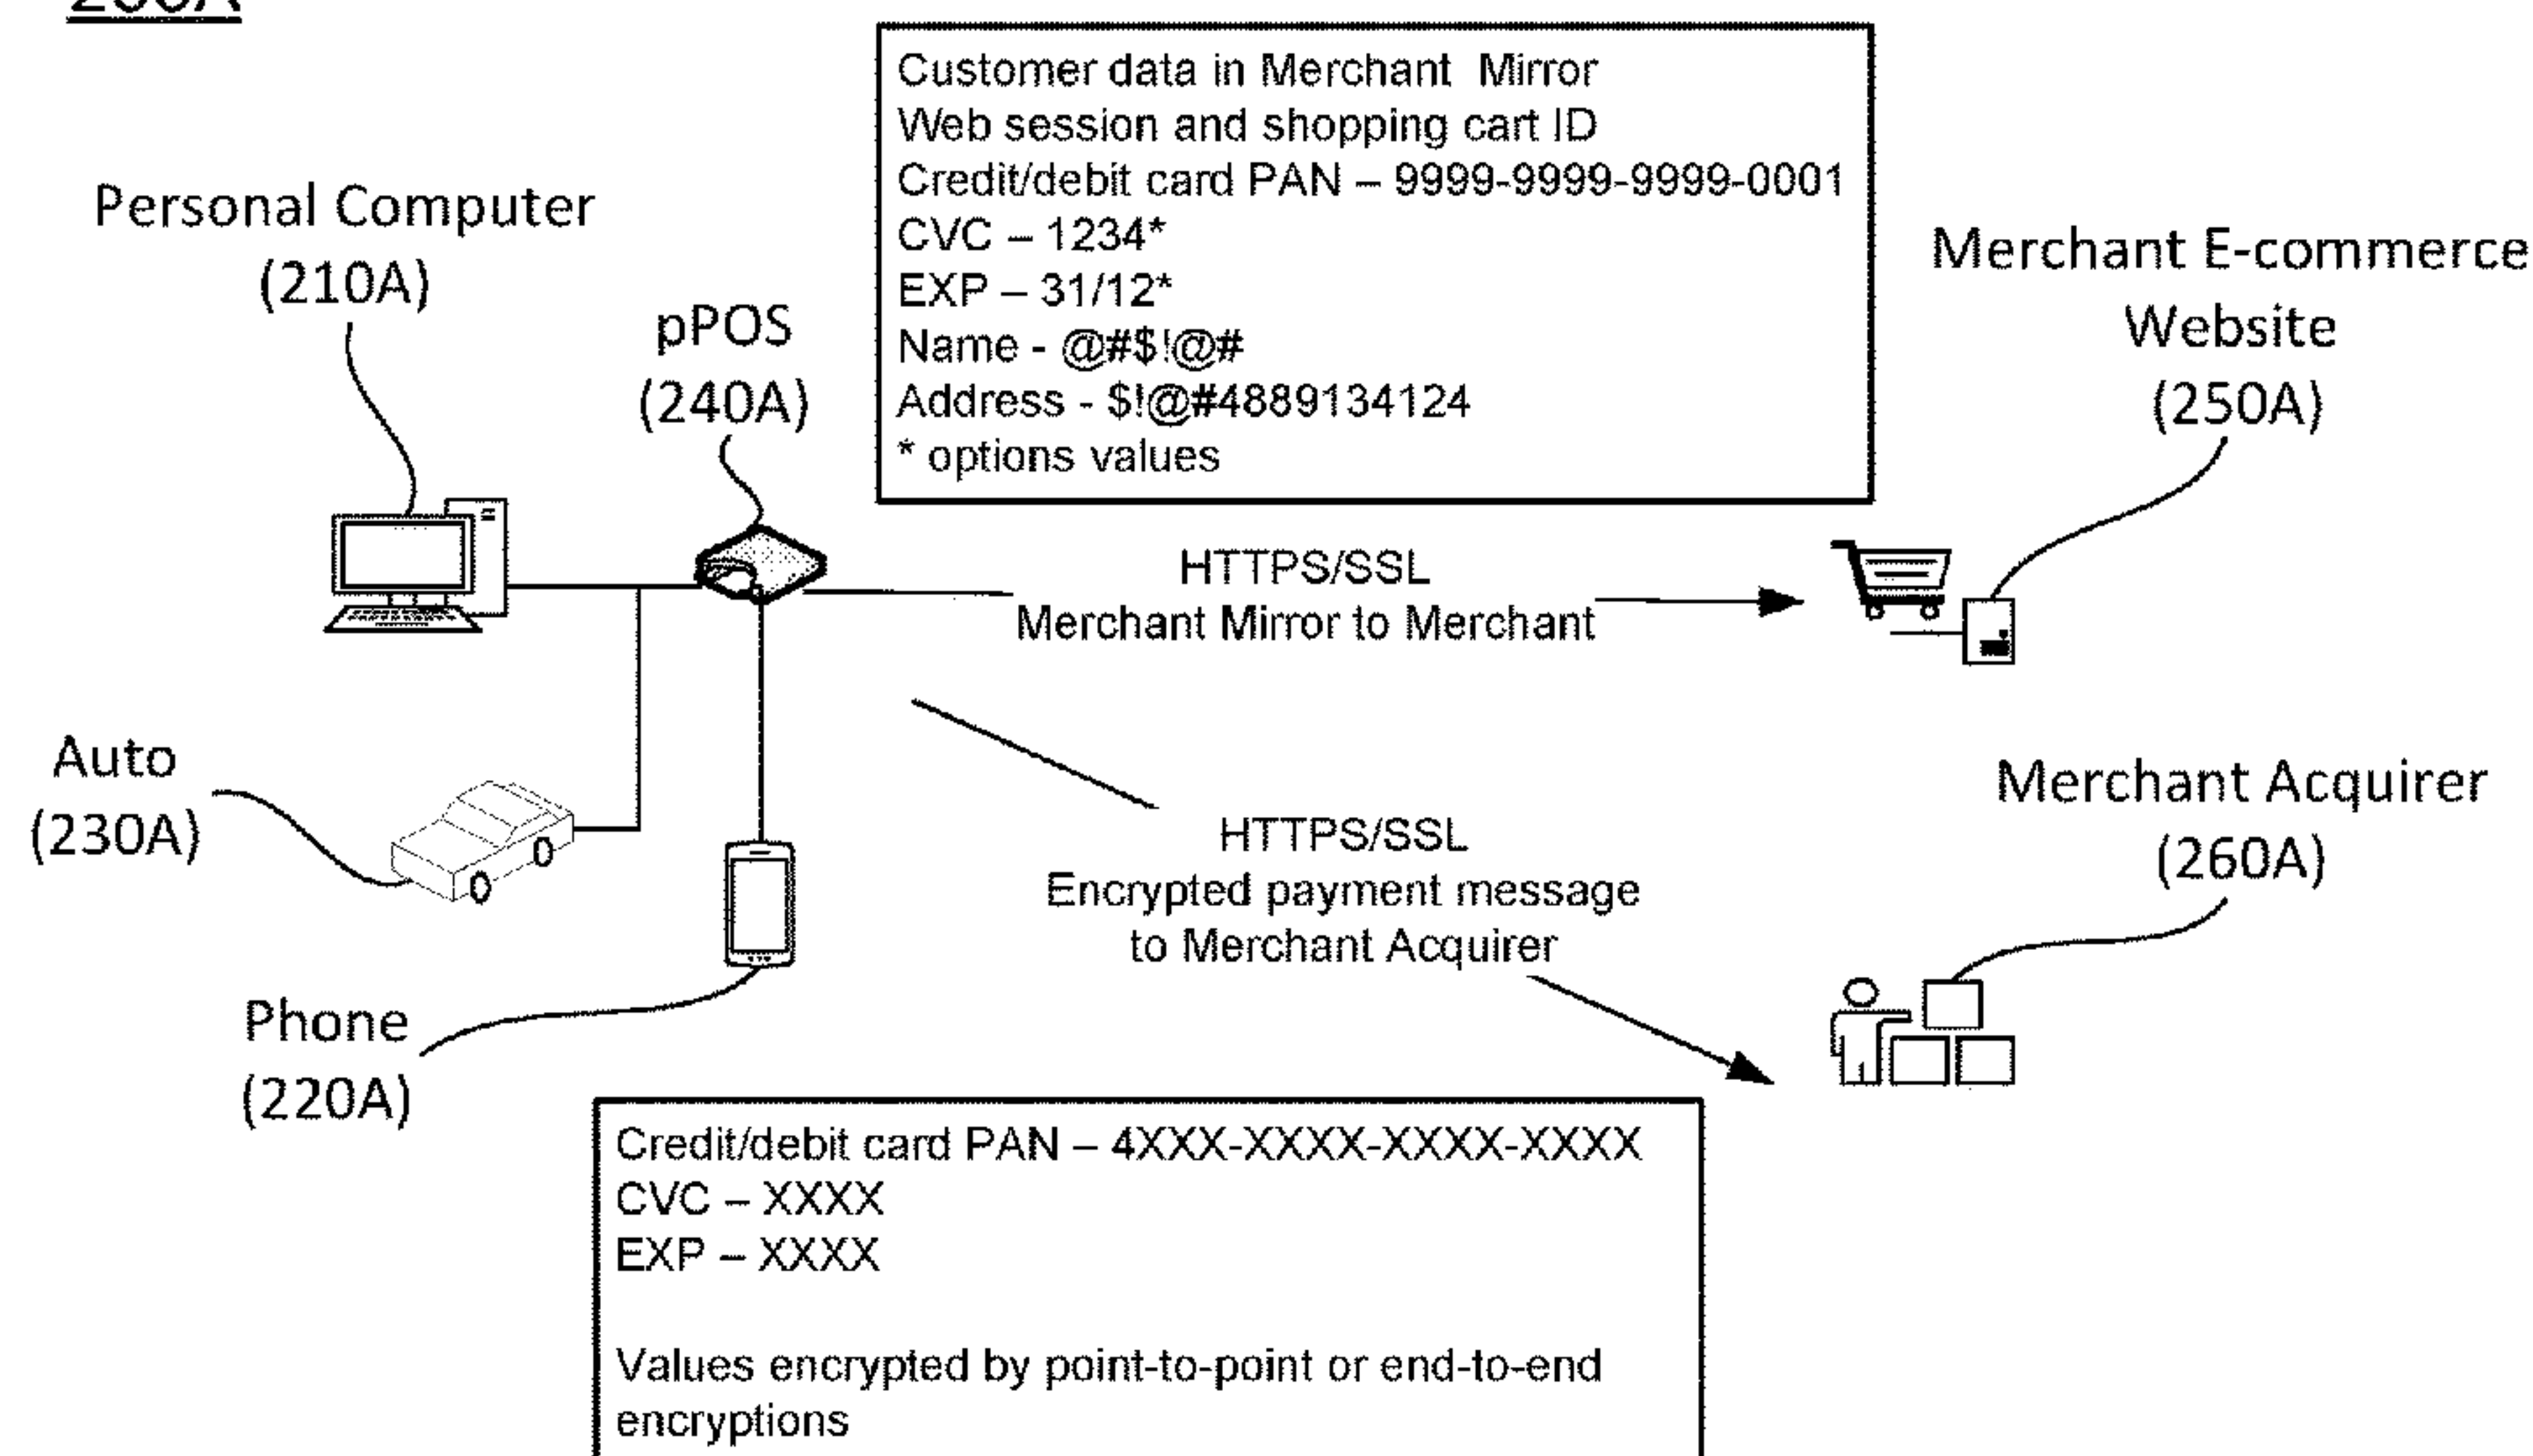 Customer data in Merchant Mirror
Web session and shopping cart ID
Credit/debit card PAN – 9999-9999-9999-0001
CVC – 1234*
EXP – 31/12*
Name - @#$!@#
Address - $!@#4889134124
* options values
Personal Computer
(210A)
pPOS
(240A)
Merchant E-commerce
Website
(250A)
HTTPS/SSL
Merchant Mirror to Merchant
Auto
(230A)
HTTPS/SSL
Encrypted payment message
to Merchant Acquirer
Merchant Acquirer
(260A)
Phone
(220A)
Credit/debit card PAN – 4XXX-XXXX-XXXX-XXXX
CVC – XXXX
EXP – XXXX
Values encrypted by point-to-point or end-to-end
encryptions